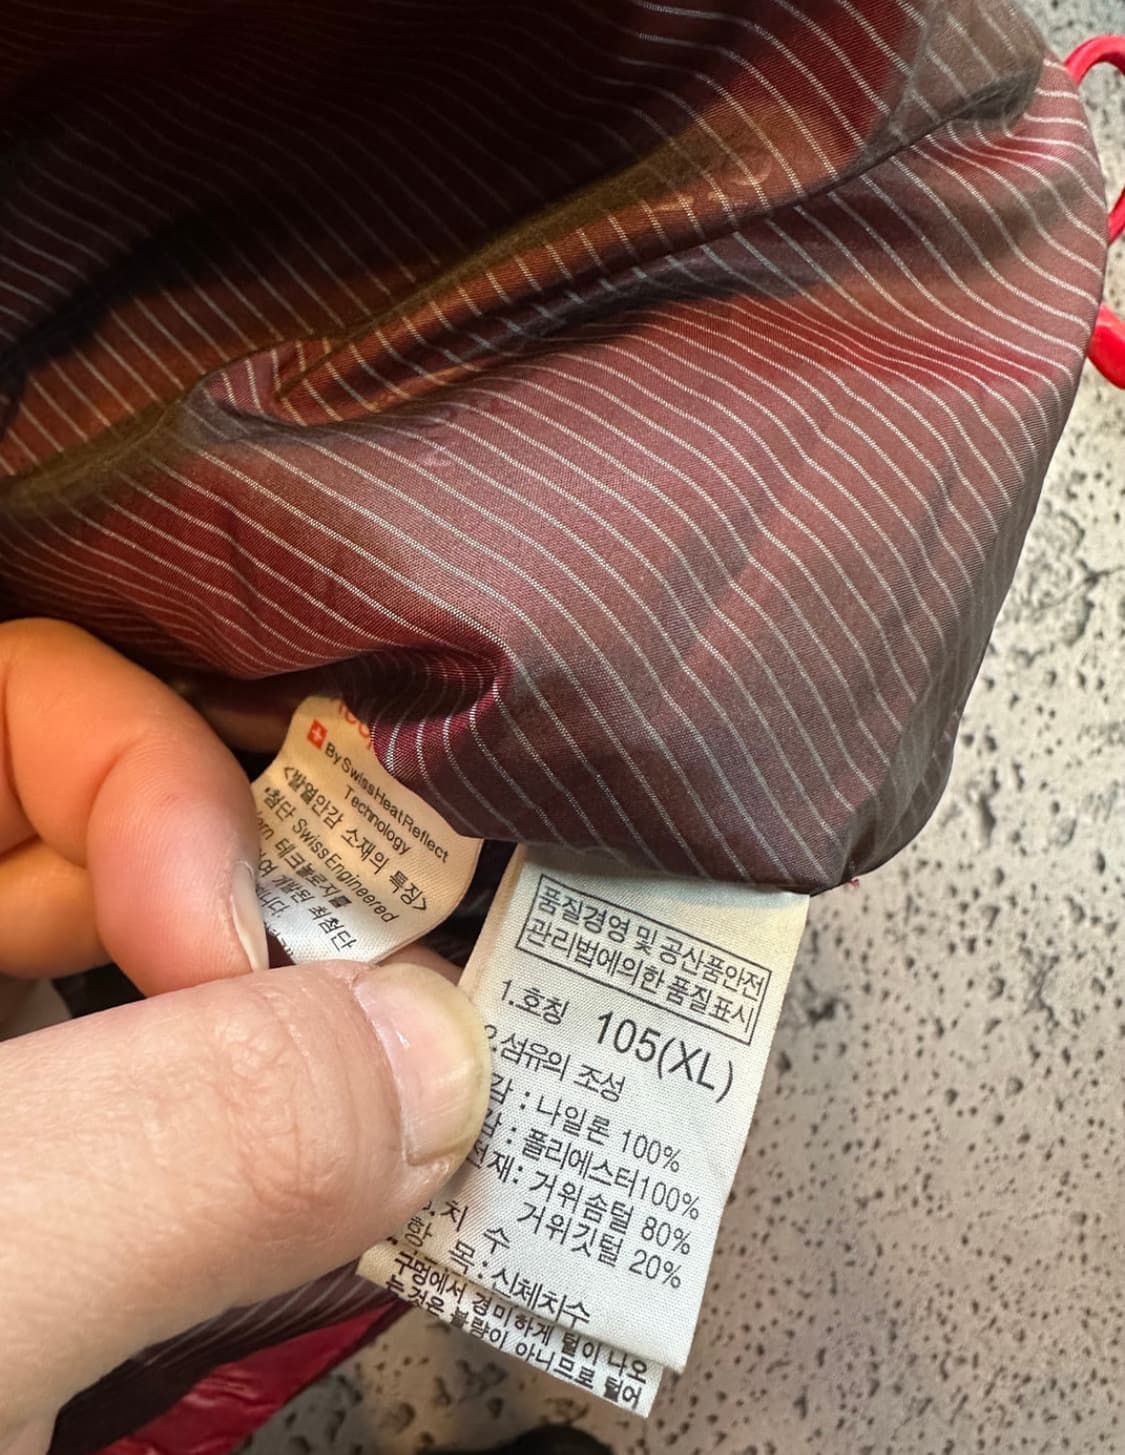 By SwissHeatReflect
Technology
<발열안감 소재의 특징>
첨단 SwissEngineered
테크놀로지를
개발된 최첨단
품질경영 및 공산품안전
관리법에의한 품질표시
1.호칭 105(XL)
2.섬유의 조성
감 : 나일론 100%
감 : 폴리에스터100%
전재: 거위솜털 80%
거위깃털 20%
치 수
항 목 : 신체치수
구멍에서 경미하게 털이 나오
는것은 불량이 아니므로 털어